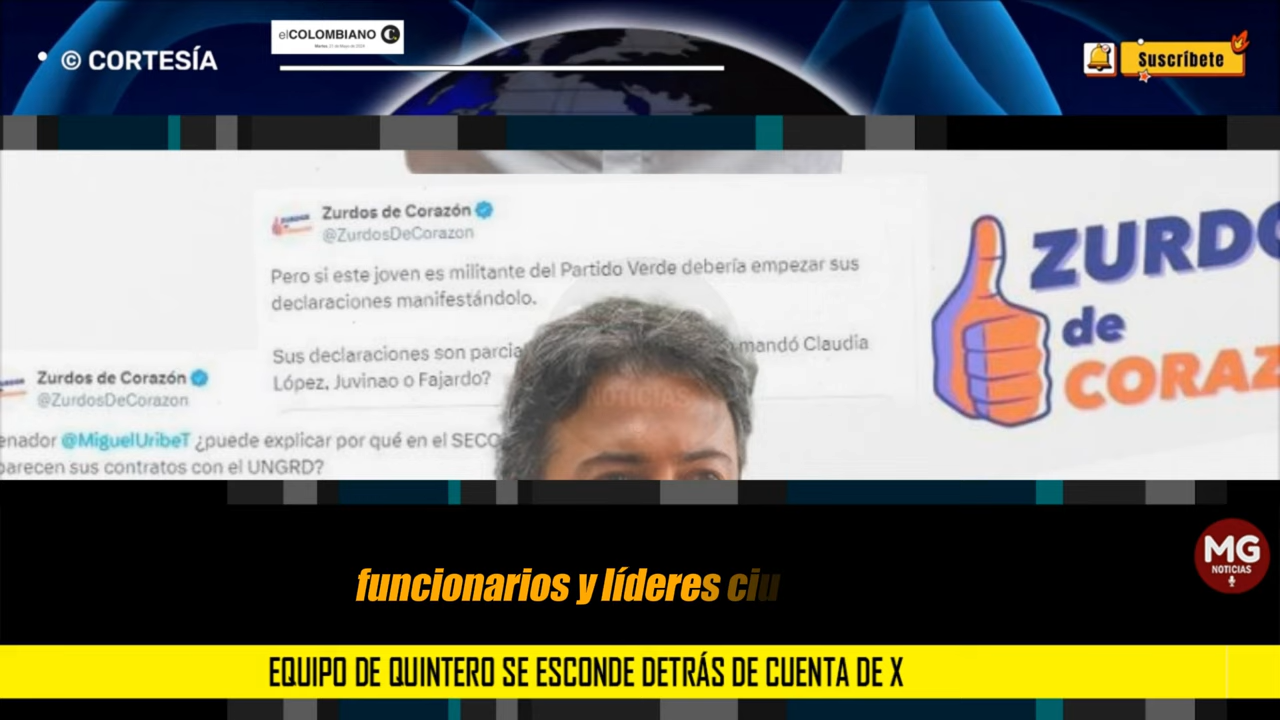 © CORTESÍA
elCOLOMBIANO
Suscríbete
Zurdos de Corazón
@ZurdosDeCorazon
Pero si este joven es militante del Partido Verde debería empezar sus
declaraciones manifestándolo.
Sus declaraciones son parcia
mandó Claudia
López, Juvinao o Fajardo?
ZURDO
de
CORAZ
Zurdos de Corazón
@ZurdosDeCorazon
enador @MiguelUribeT ¿puede explicar por qué en el SECO
parecen sus contratos con el UNGRD?
NOTICIAS
funcionarios y líderes ciu
MG
NOTICIAS
EQUIPO DE QUINTERO SE ESCONDE DETRÁS DE CUENTA DE X